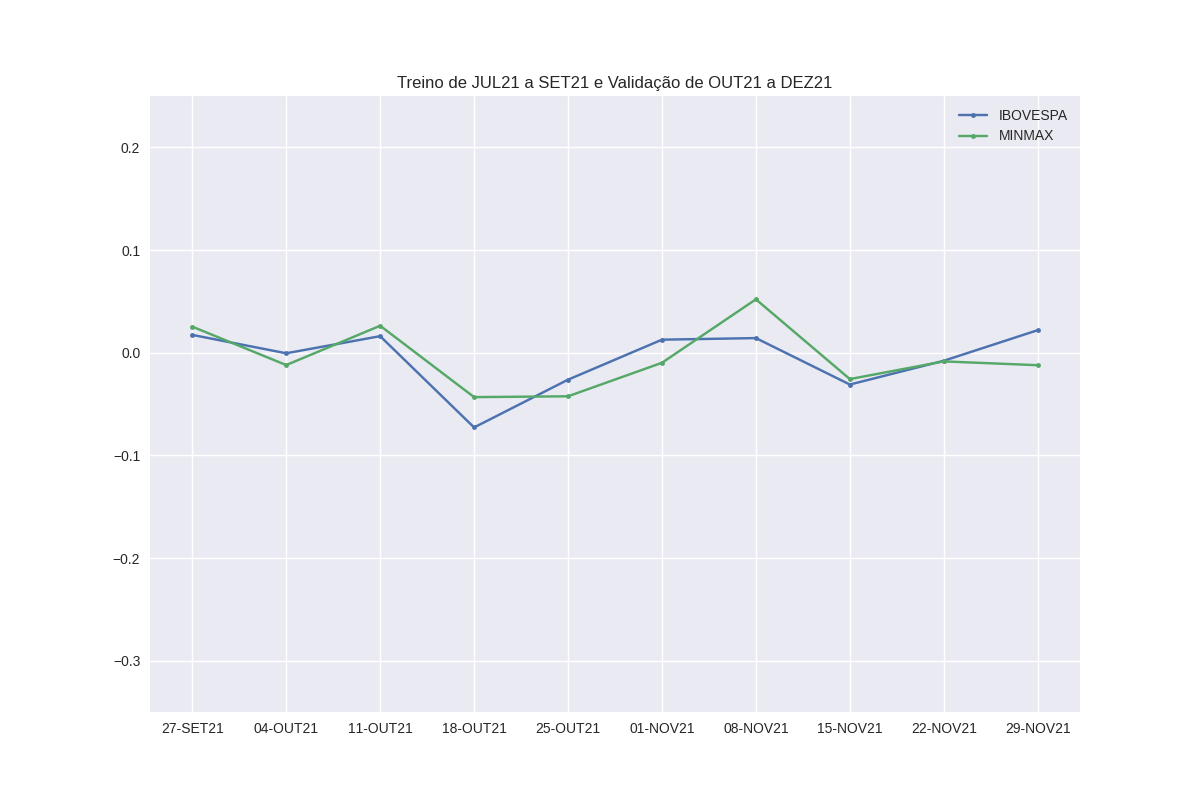 Treino de JUL21 a SET21 e Validação de OUT21 a DEZ21
IBOVESPA
MINMAX
0.2
0.1
0.0
−0.1
−0.2
−0.3
27-SET21 04-OUT21 11-OUT21 18-OUT21 25-OUT21 01-NOV21 08-NOV21 15-NOV21 22-NOV21 29-NOV21